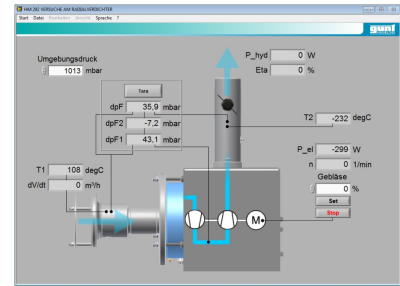 HM 292 VERSUCHE AM RADIALVERDICHTER
Start Datei Bearbeiten Ansicht Sprache ?
gunt
Umgebungsdruck
1013 mbar
P_hyd 0 W
Eta 0 %
Tara
dpF 35,9 mbar
dpF2 -7,2 mbar
dpF1 43,1 mbar
T2 -232 degC
P_el -299 W
n 0 1/min
T1 108 degC
dV/dt 0 m³/h
Gebläse
0 %
Set
Stop
M